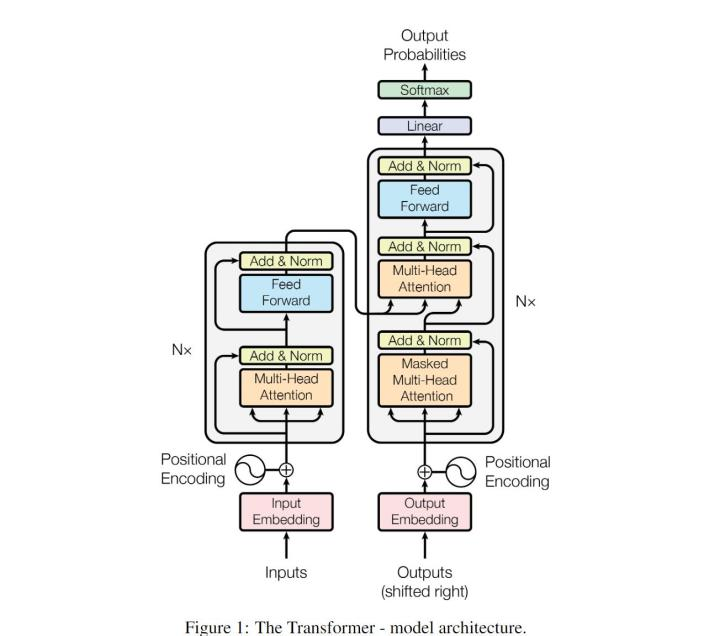 Output
Probabilities
Softmax
Linear
Add & Norm
Feed
Forward
Add & Norm
Multi-Head
Attention
Add & Norm
Masked
Multi-Head
Attention
N×
Add & Norm
Feed
Forward
Add & Norm
Multi-Head
Attention
N×
Positional
Encoding
Positional
Encoding
Input
Embedding
Output
Embedding
Inputs
Outputs
(shifted right)
Figure 1: The Transformer - model architecture.